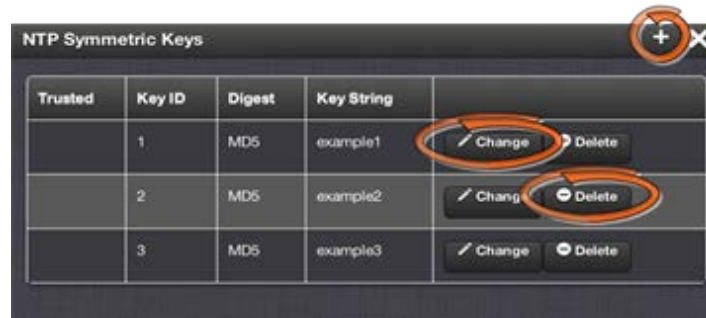 NTP Symmetric Keys
Trusted Key ID Digest Key String
1 MD5 example1 Change Delete
2 MD5 example2 Change Delete
3 MD5 example3 Change Delete